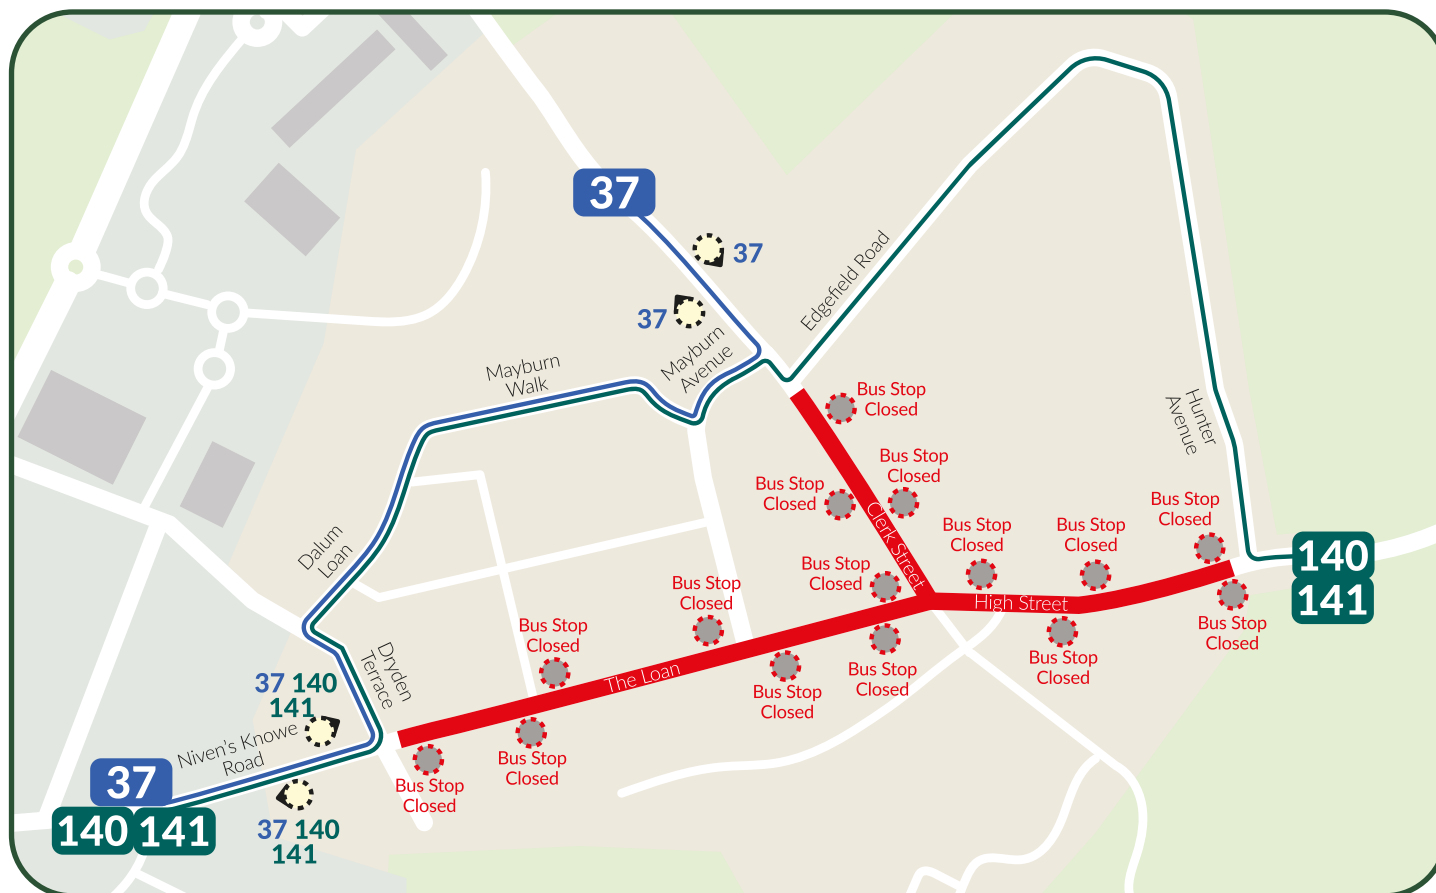 37
37
37
Edgefield Road
Mayburn
Avenue
Mayburn
Walk
Bus Stop
Closed
Hunter
Avenue
Bus Stop
Closed
Bus Stop
Closed
Bus Stop
Closed
Clerk Street
Bus Stop
Closed
Bus Stop
Closed
Dalum
Loan
140
141
Bus Stop
Closed
Bus Stop
Closed
High Street
Bus Stop
Closed
Bus Stop
Closed
Bus Stop
Closed
Dryden
Terrace
The Loan
Bus Stop
Closed
Bus Stop
Closed
37 140
141
Niven's Knowe
Road
Bus Stop
Closed
Bus Stop
Closed
37
140 141
37 140
141